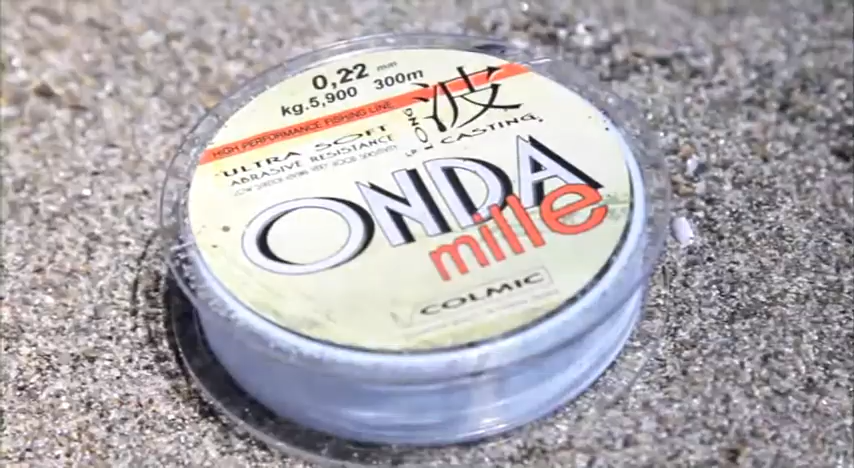 0,22 mm
kg.5,900 300m
HIGH PERFORMANCE FISHING LINE
波
ULTRA SOFT
ABRASIVE RESISTANCE
CASTING
ONDA
mille
COLMIC